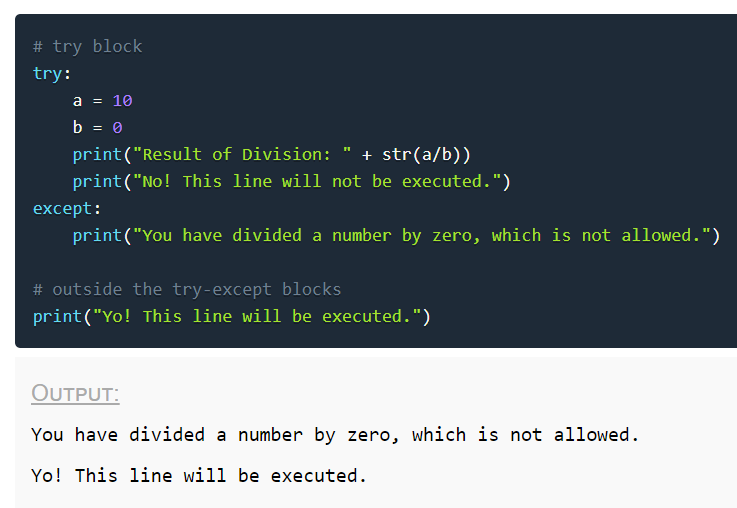 # try block
try:
    a = 10
    b = 0
    print("Result of Division: " + str(a/b))
    print("No! This line will not be executed.")
except:
    print("You have divided a number by zero, which is not allowed.")

# outside the try-except blocks
print("Yo! This line will be executed.")
OUTPUT:
You have divided a number by zero, which is not allowed.
Yo! This line will be executed.